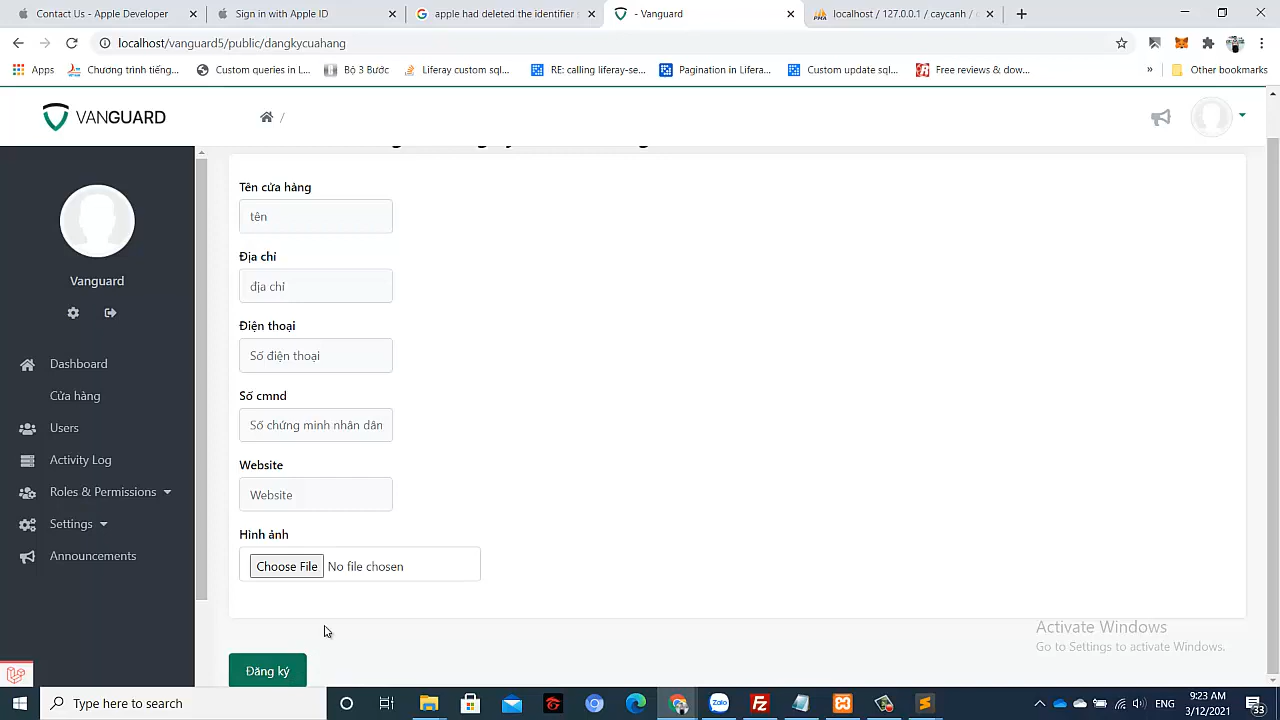 Contact Us - Apple Developer
Sign in with Apple ID
apple had deleted the identifier
- Vanguard
localhost / 127.0.0.1 / caycanh /
localhost/vanguard5/public/dangkycuahang
Apps
Chương trình tiếng...
Custom queries in L...
Bộ 3 Bước
Liferay custom sql...
RE: calling liferay-se...
Pagination in Lifera...
Custom update sql...
Free reviews & dow...
»
Other bookmarks
VANGUARD
/
Vanguard
Dashboard
Cửa hàng
Users
Activity Log
Roles & Permissions
Settings
Announcements
Tên cửa hàng
tên
Địa chỉ
địa chỉ
Điện thoại
Số điện thoại
Số cmnd
Số chứng minh nhân dân
Website
Website
Hình ảnh
Choose File No file chosen
Đăng ký
Activate Windows
Go to Settings to activate Windows.
Type here to search
Zalo
ENG
9:23 AM
3/12/2021
33